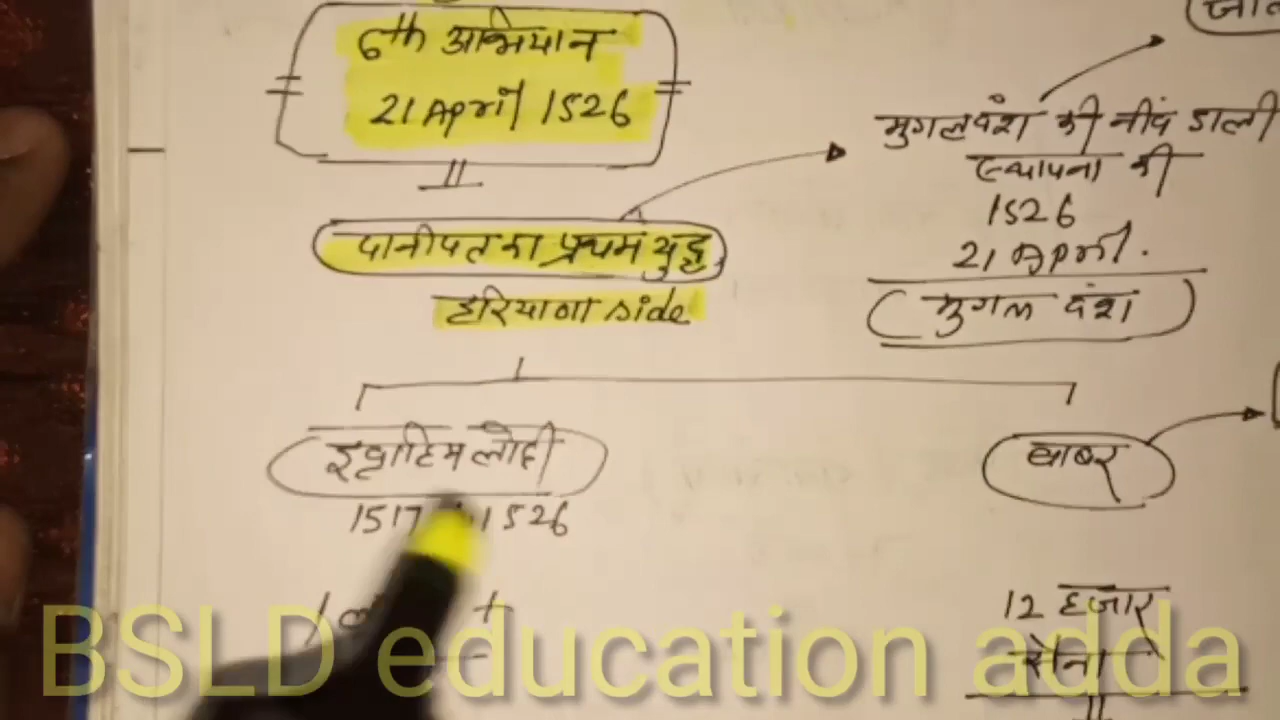 6th अभियान
21 April 1526
पानीपत का प्रथम युद्ध
हरियाणा side
मुगल वंश की नींव डाली
स्थापना की
1526
21 April.
मुगल वंश
इब्राहिम लोदी
1517 1526
बाबर
12 हजार
सेना
BSLD education adda